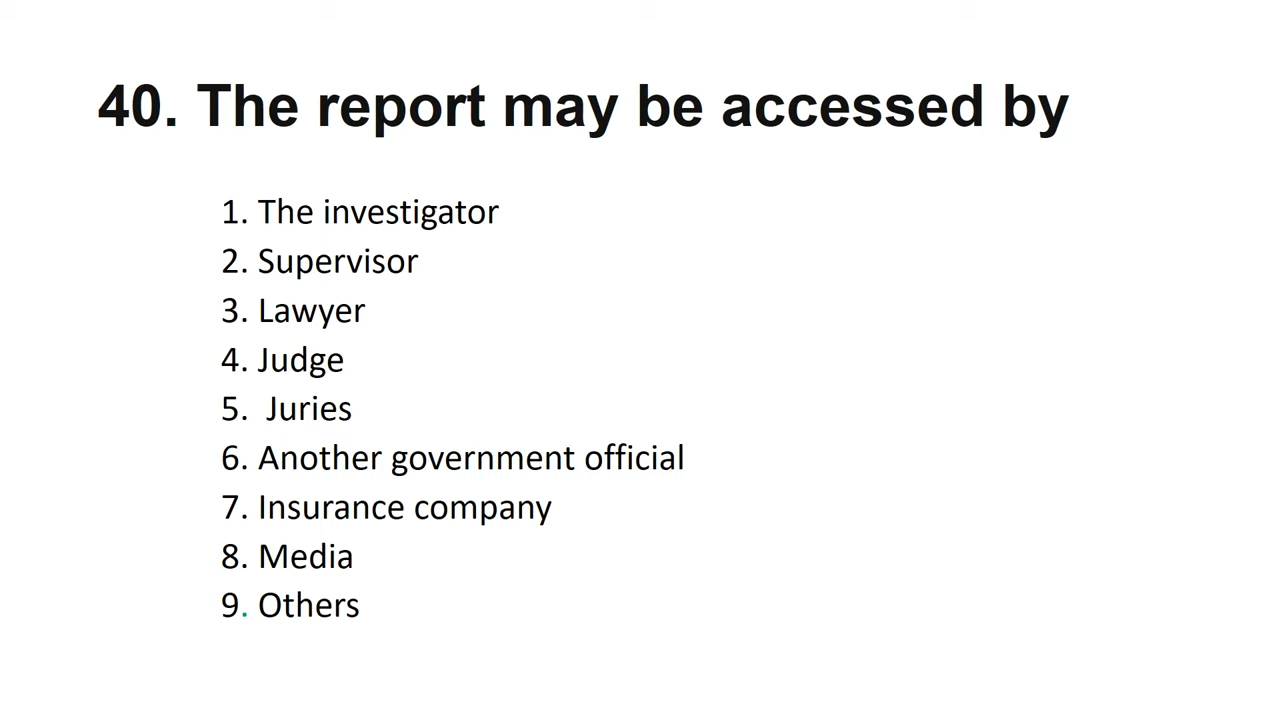 40. The report may be accessed by
1. The investigator
2. Supervisor
3. Lawyer
4. Judge
5.  Juries
6. Another government official
7. Insurance company
8. Media
9. Others